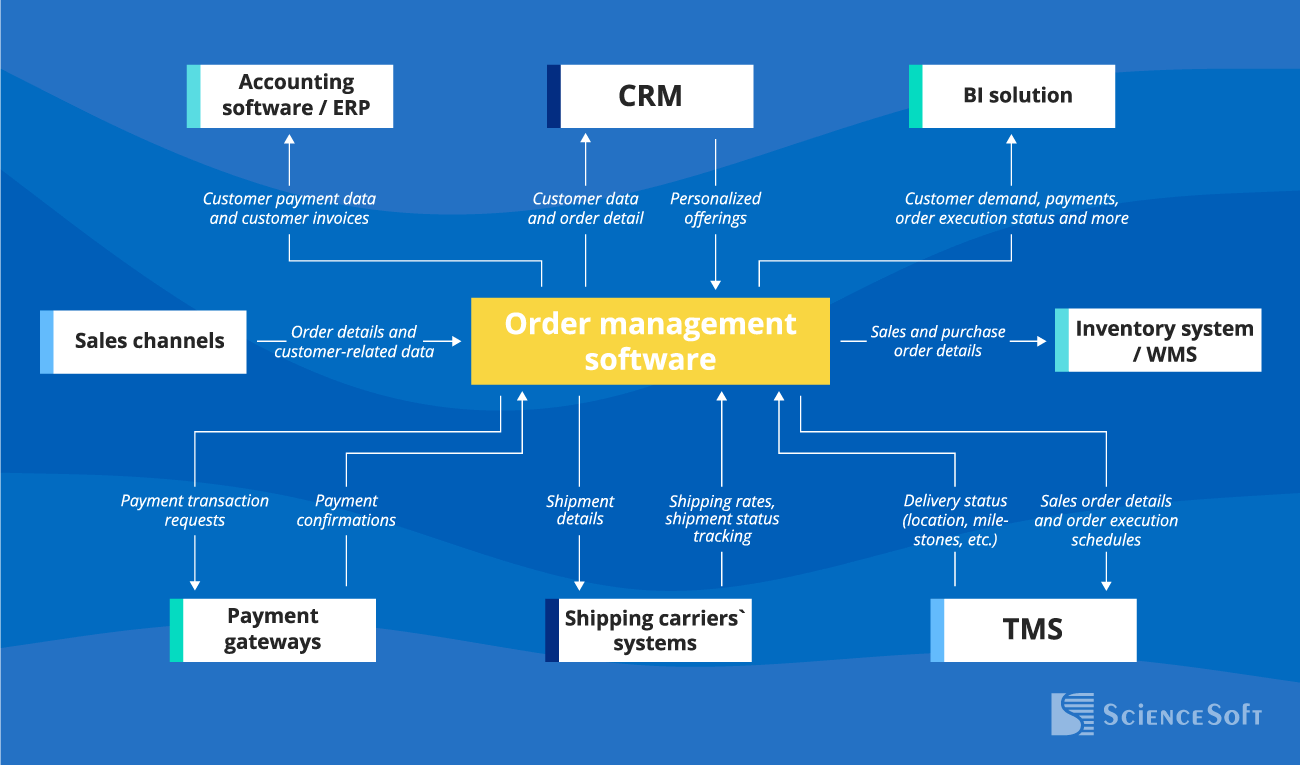 Accounting
software / ERP
CRM
BI solution
Customer payment data
and customer invoices
Customer data
and order detail
Personalized
offerings
Customer demand, payments,
order execution status and more
Sales channels
Order details and
customer-related data
Order management
software
Sales and purchase
order details
Inventory system
/ WMS
Payment transaction
requests
Payment
confirmations
Shipment
details
Shipping rates,
shipment status
tracking
Delivery status
(location, mile-
stones, etc.)
Sales order details
and order execution
schedules
Payment
gateways
Shipping carriers`
systems
TMS
ScienceSoft